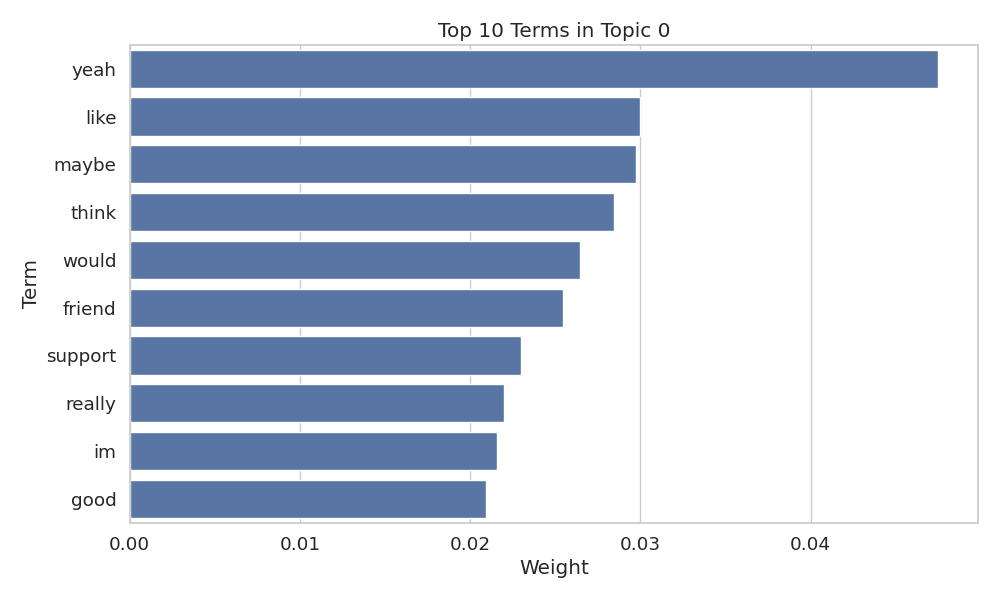 Top 10 Terms in Topic 0
yeah
like
maybe
think
would
friend
support
really
im
good
Term
0.00 0.01 0.02 0.03 0.04
Weight